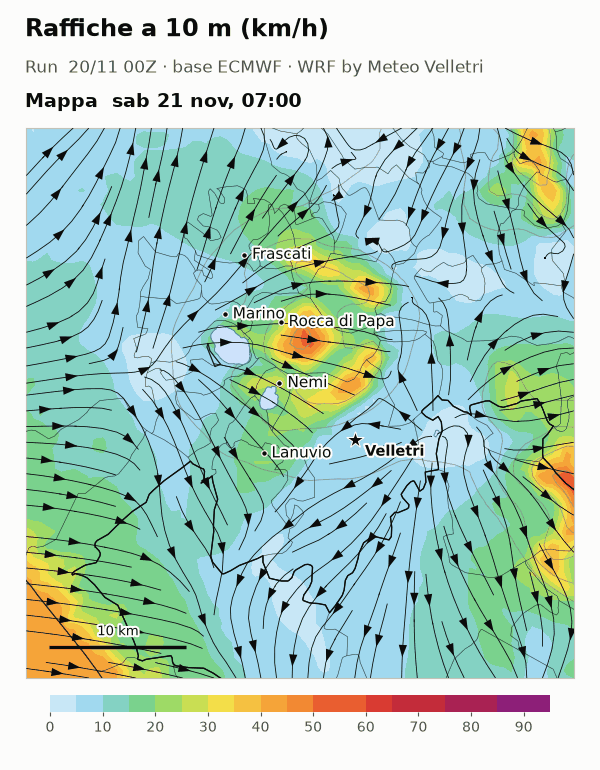 Raffiche a 10 m (km/h)
Run 20/11 00Z · base ECMWF · WRF by Meteo Velletri
Mappa sab 21 nov, 07:00
Frascati
Marino
Rocca di Papa
Nemi
Velletri
Lanuvio
10 km
0 10 20 30 40 50 60 70 80 90